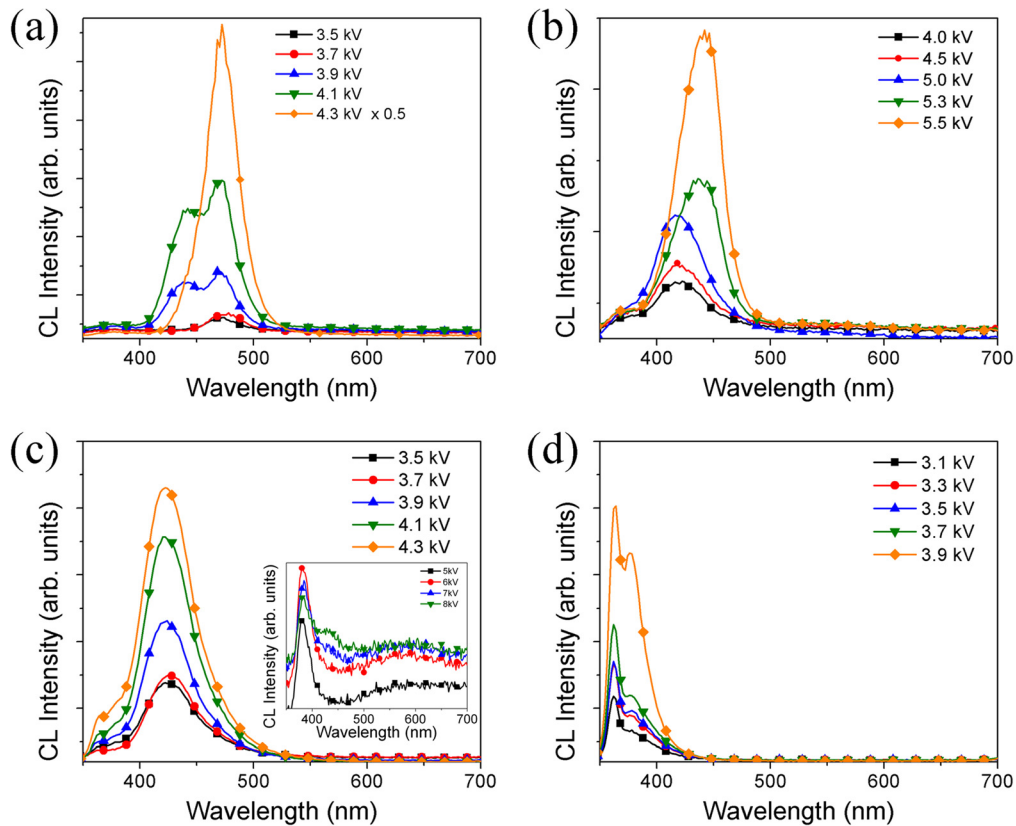 (a)
3.5 kV
3.7 kV
3.9 kV
4.1 kV
4.3 kV x 0.5
CL Intensity (arb. units)
400 500 600 700
Wavelength (nm)
(b)
4.0 kV
4.5 kV
5.0 kV
5.3 kV
5.5 kV
CL Intensity (arb. units)
400 500 600 700
Wavelength (nm)
(c)
3.5 kV
3.7 kV
3.9 kV
4.1 kV
4.3 kV
CL Intensity (arb. units)
5kV
6kV
7kV
8kV
CL Intensity (arb. units)
400 500 600 700
Wavelength (nm)
400 500 600 700
Wavelength (nm)
(d)
3.1 kV
3.3 kV
3.5 kV
3.7 kV
3.9 kV
CL Intensity (arb. units)
400 500 600 700
Wavelength (nm)